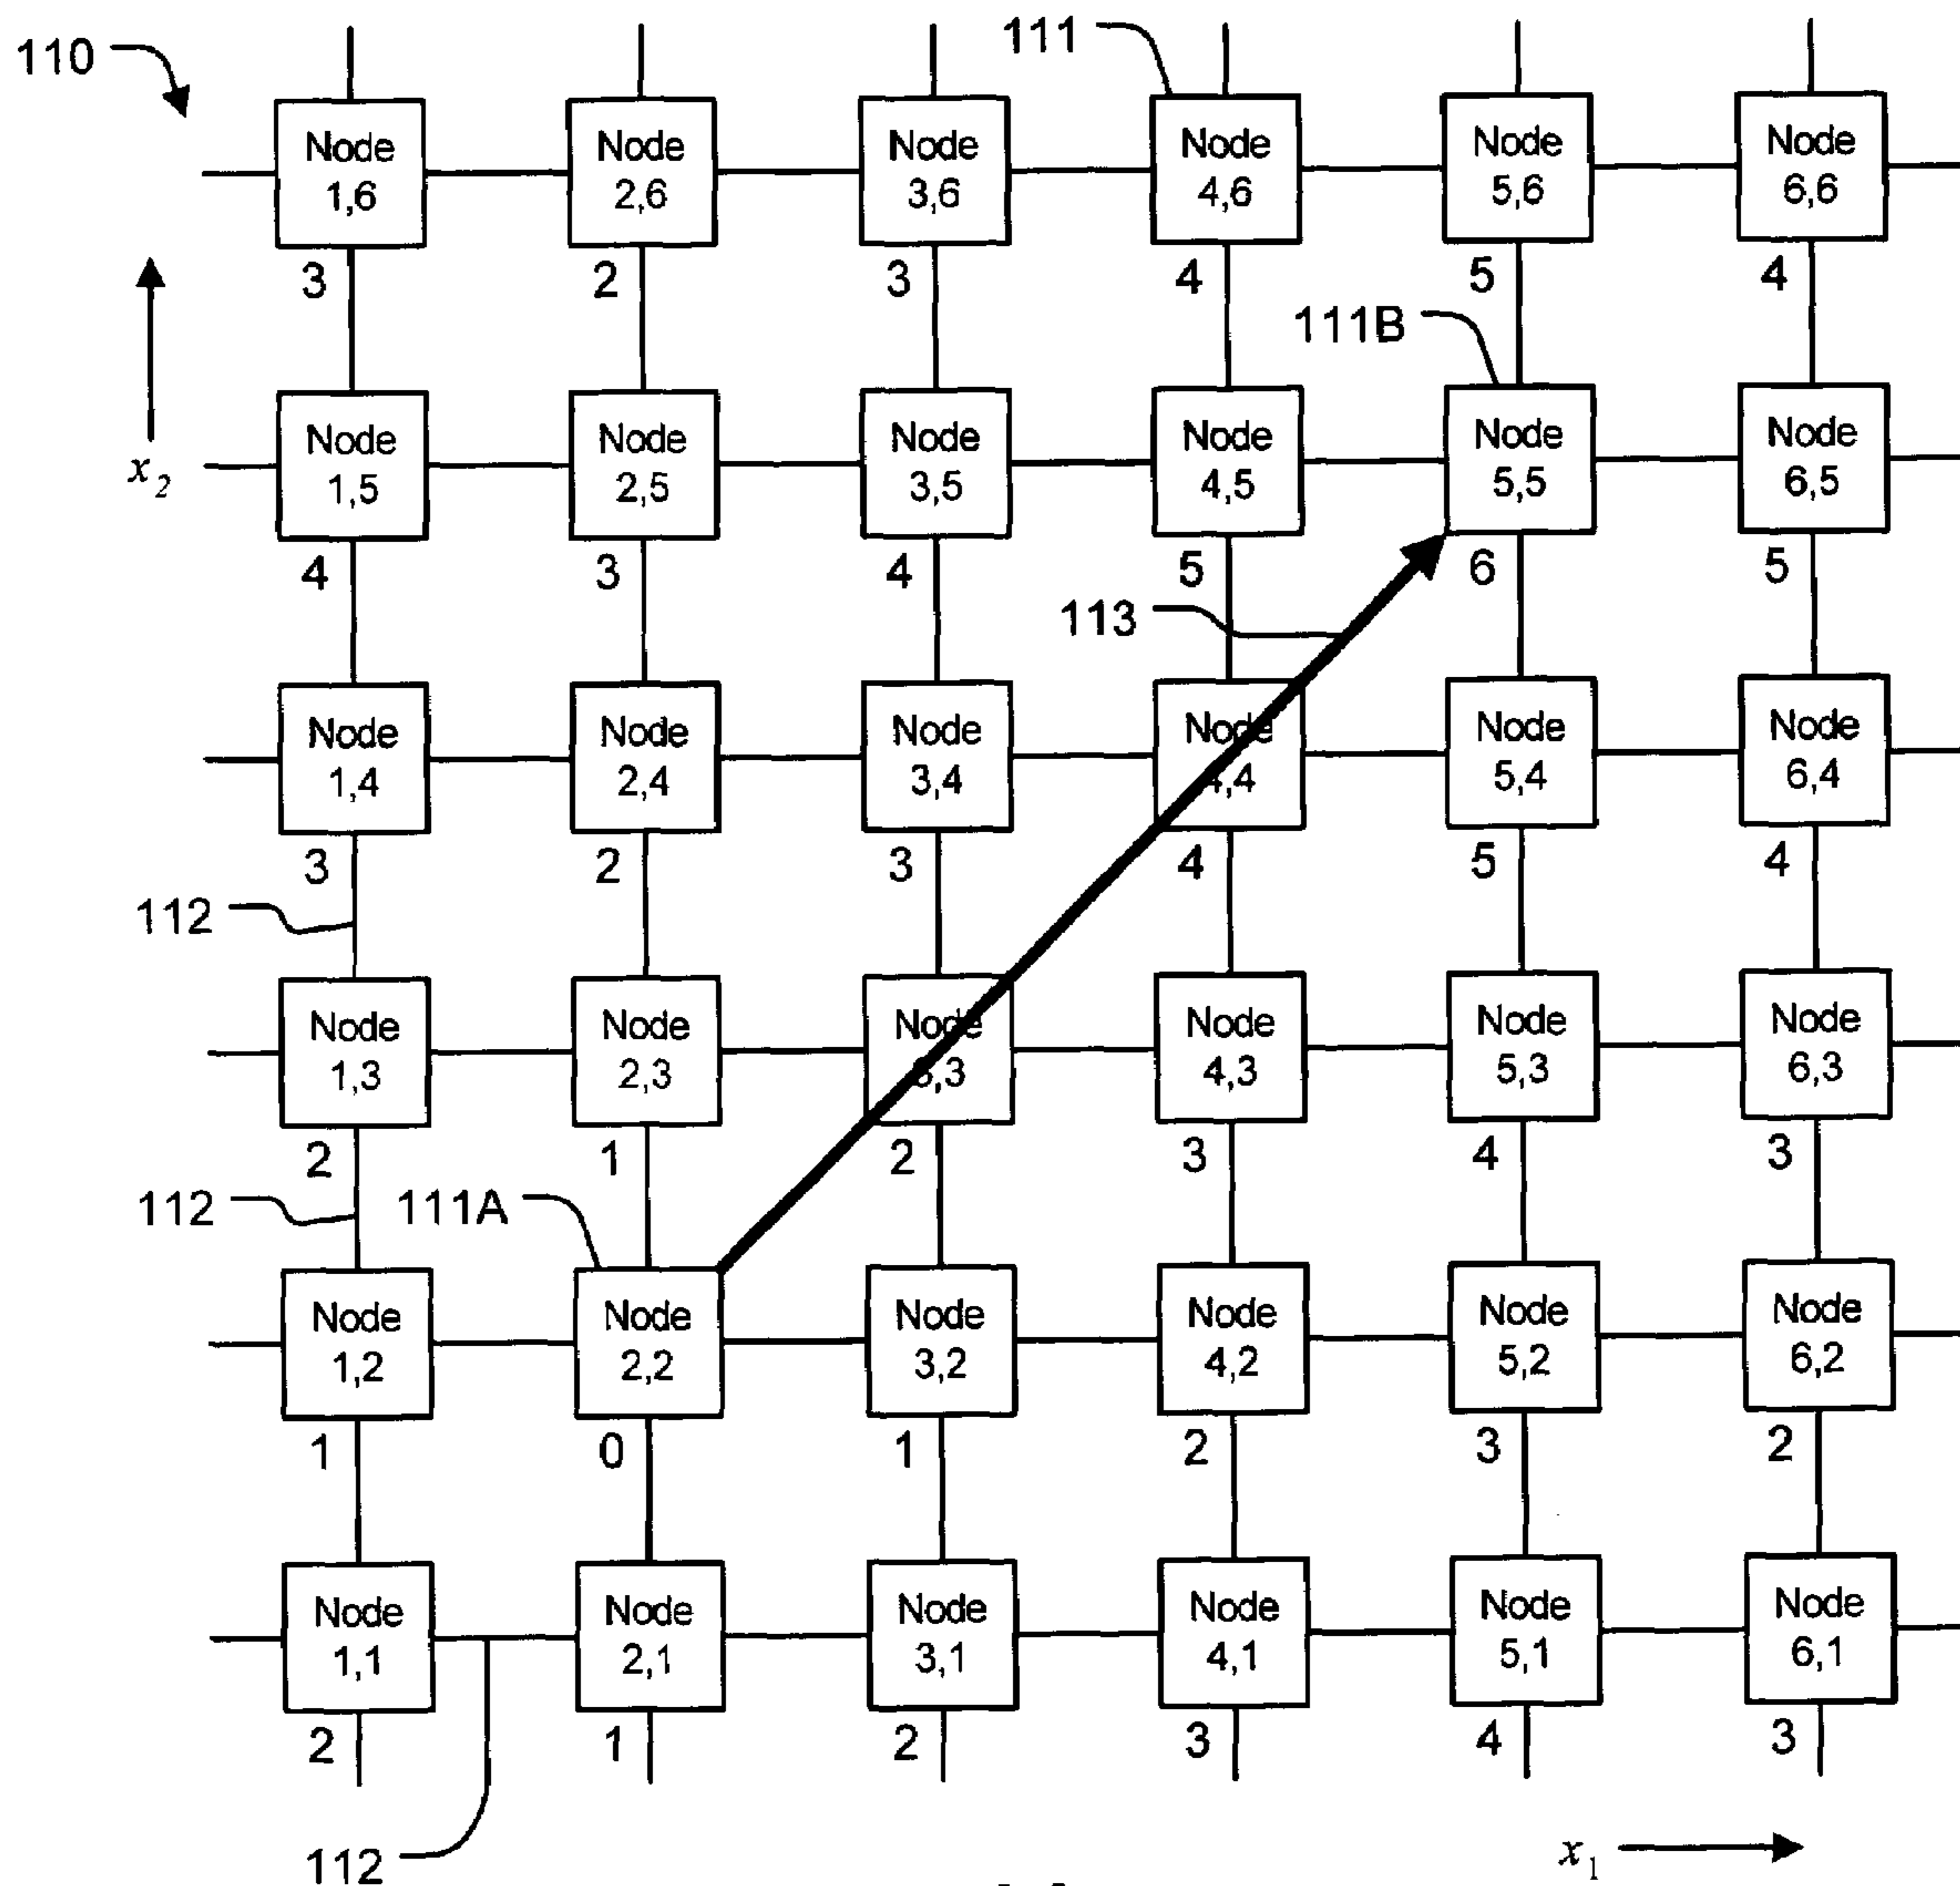 110
111
Node 1,6
Node 2,6
Node 3,6
Node 4,6
Node 5,6
Node 6,6
3 2 3 4 5 4
111B
x2
Node 1,5
Node 2,5
Node 3,5
Node 4,5
Node 5,5
Node 6,5
4 3 4 5 6 5
113
Node 1,4
Node 2,4
Node 3,4
Node 4,4
Node 5,4
Node 6,4
3 2 3 4 5 4
112
Node 1,3
Node 2,3
Node 3,3
Node 4,3
Node 5,3
Node 6,3
2 1 2 3 4 3
112
111A
Node 1,2
Node 2,2
Node 3,2
Node 4,2
Node 5,2
Node 6,2
1 0 1 2 3 2
Node 1,1
Node 2,1
Node 3,1
Node 4,1
Node 5,1
Node 6,1
2 1 2 3 4 3
112
x1